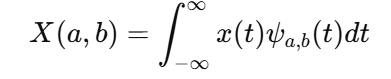 X(a, b) = ∫_{-∞}^{∞} x(t)ψ_{a,b}(t)dt